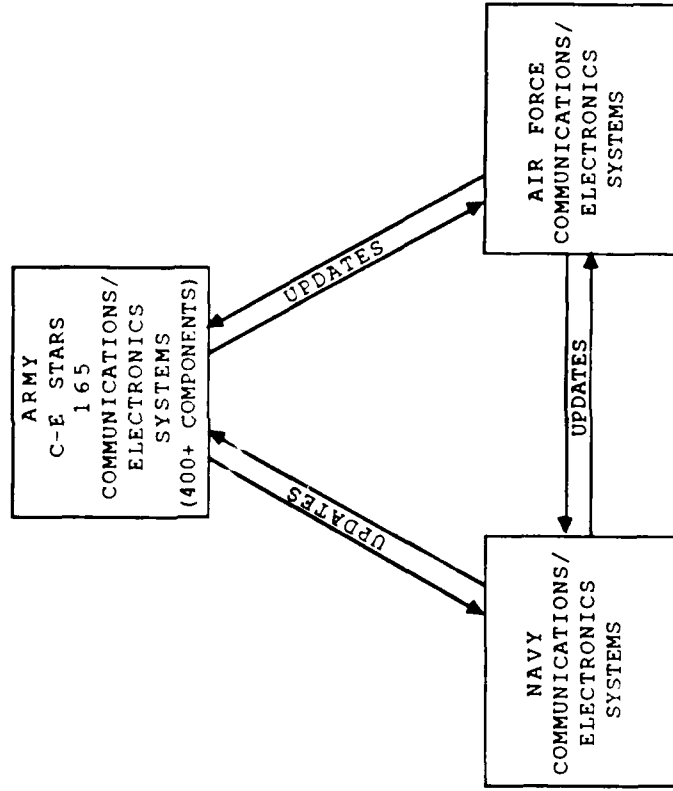 ARMY
C-E STARS
165
COMMUNICATIONS/
ELECTRONICS
SYSTEMS
(400+ COMPONENTS)
UPDATES
UPDATES
NAVY
COMMUNICATIONS/
ELECTRONICS
SYSTEMS
UPDATES
AIR FORCE
COMMUNICATIONS/
ELECTRONICS
SYSTEMS